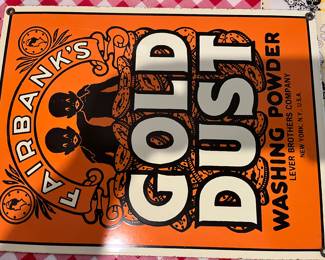 FAIRBANK'S
GOLD
DUST
WASHING POWDER
LEVER BROTHERS COMPANY
NEW YORK, N.Y. U.S.A.